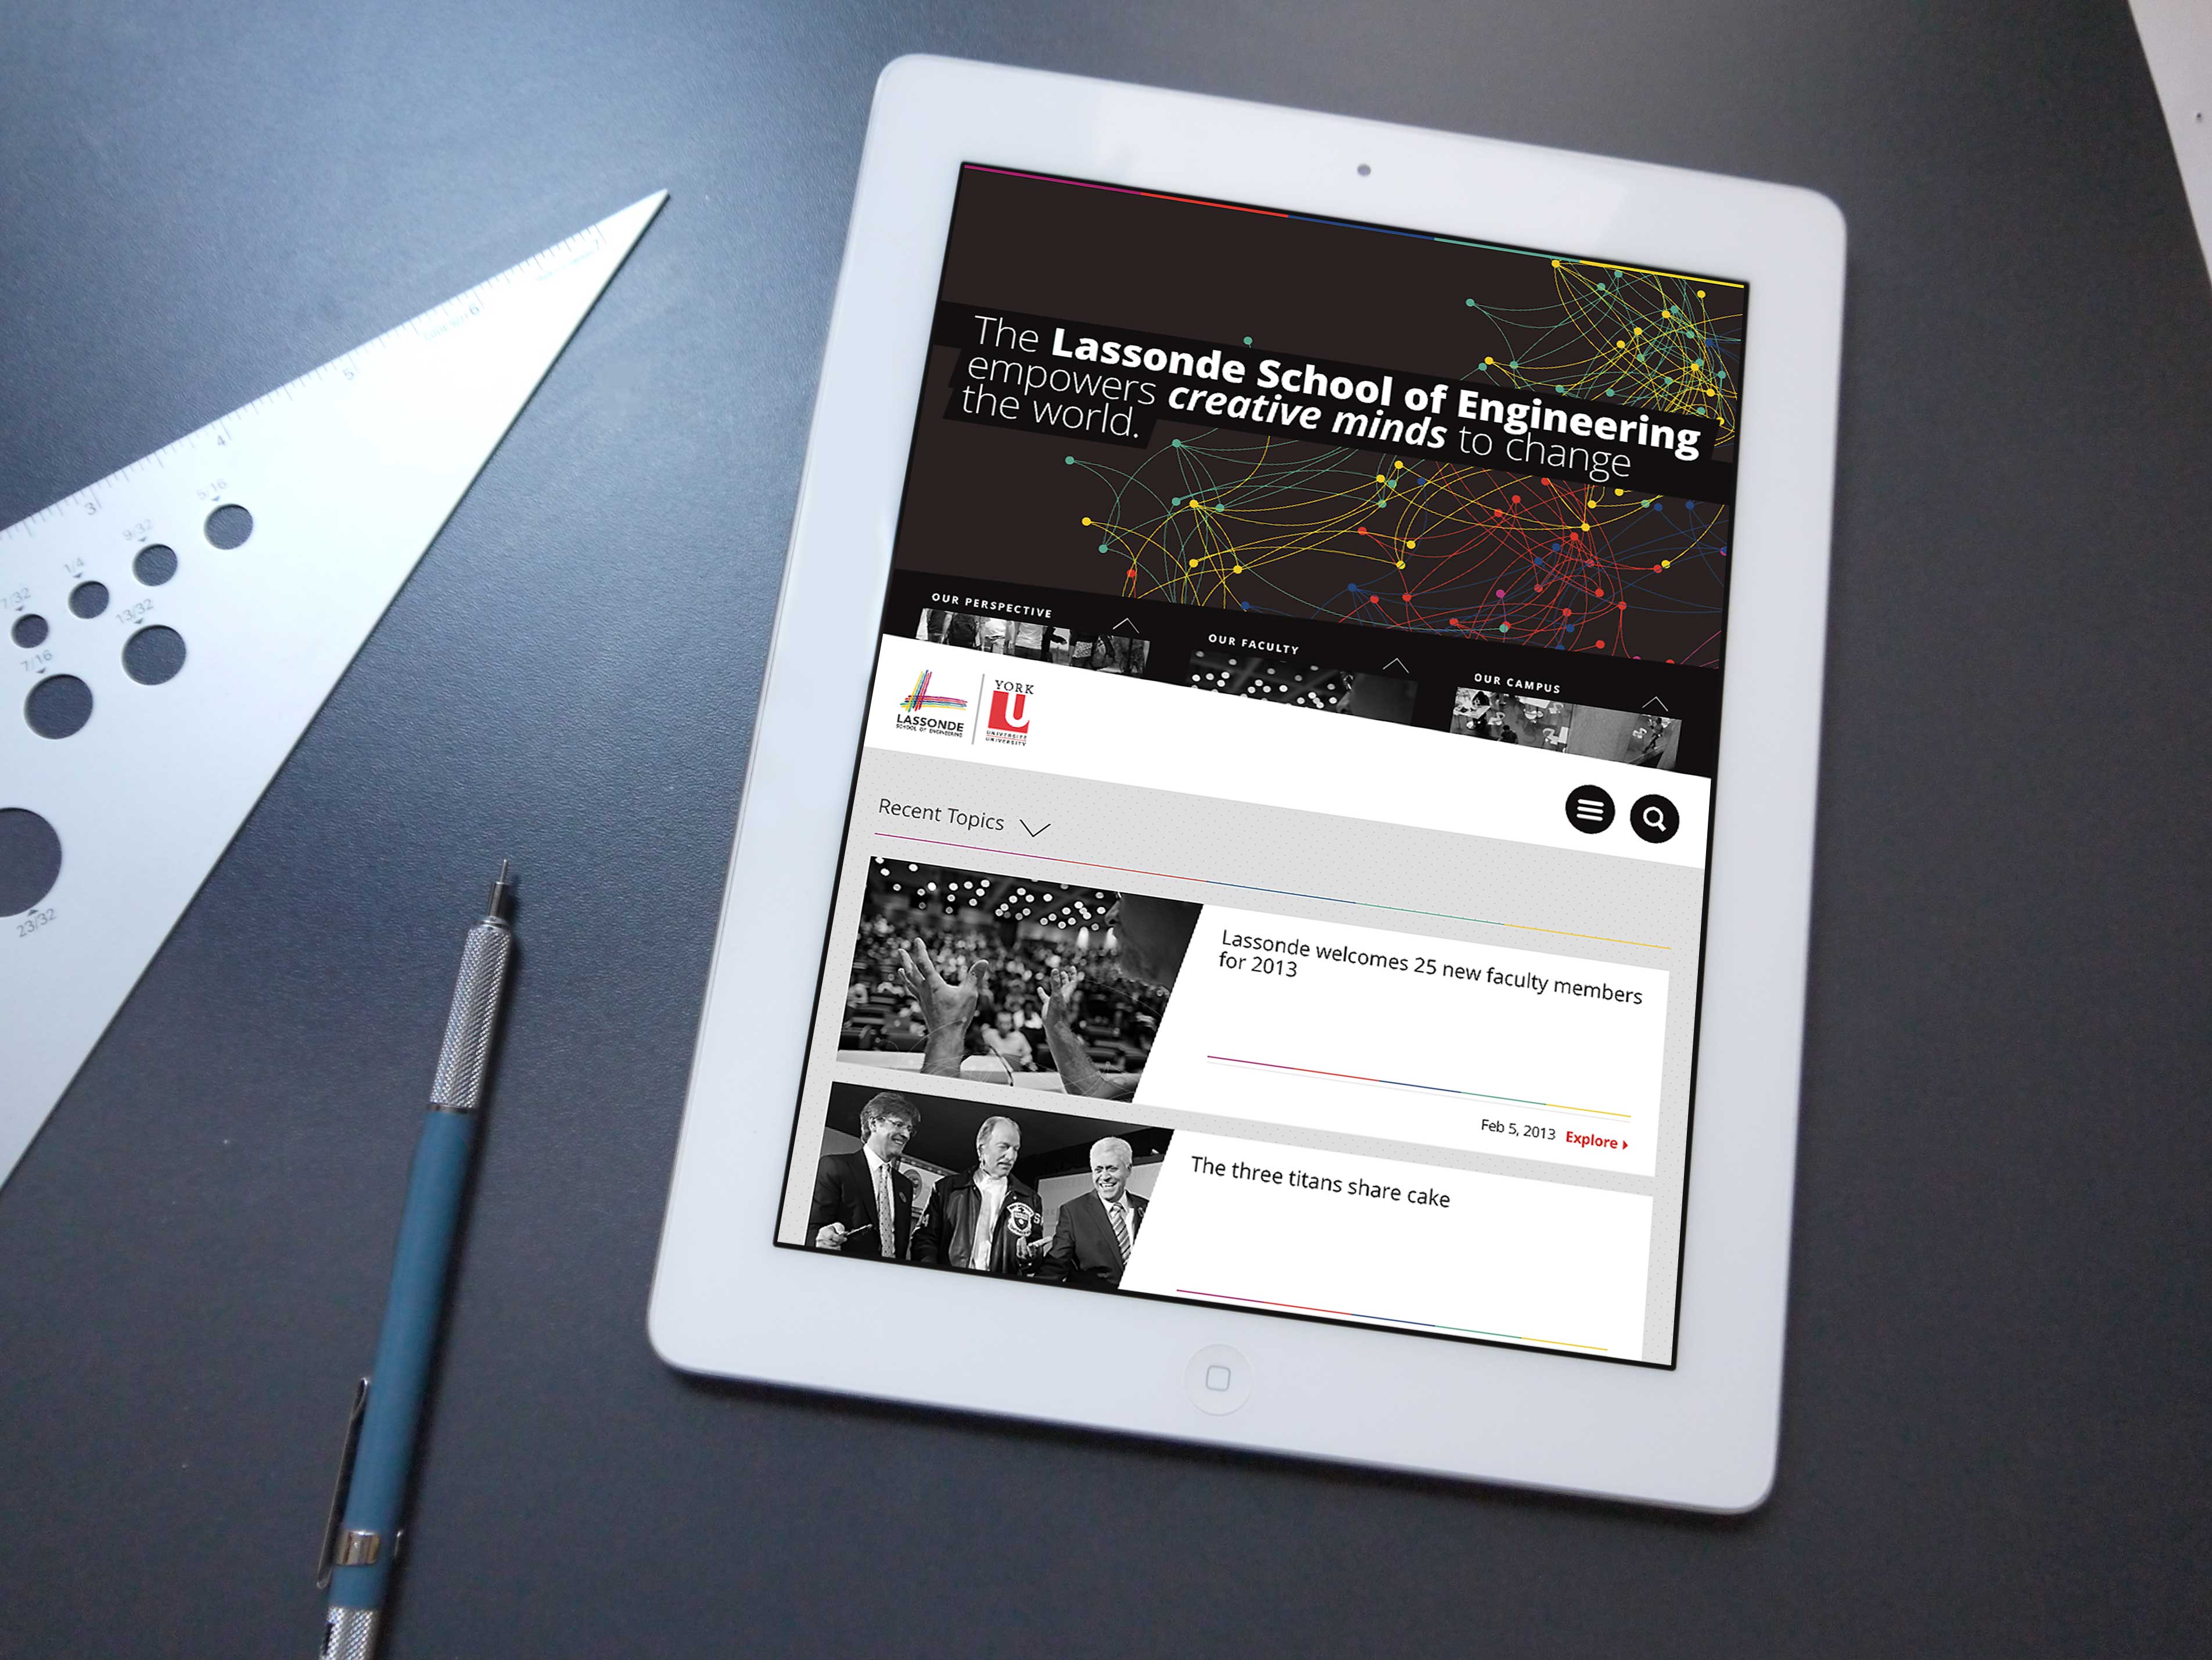 The Lassonde School of Engineering
empowers creative minds to change
the world.
OUR PERSPECTIVE
OUR FACULTY
OUR CAMPUS
LASSONDE
SCHOOL OF ENGINEERING
YORK
U
UNIVERSITÉ
UNIVERSITY
Recent Topics
Lassonde welcomes 25 new faculty members
for 2013
Feb 5, 2013 Explore
The three titans share cake
7
6
5
4
3
5/16
9/32
1/4
7/32
13/32
7/16
23/32